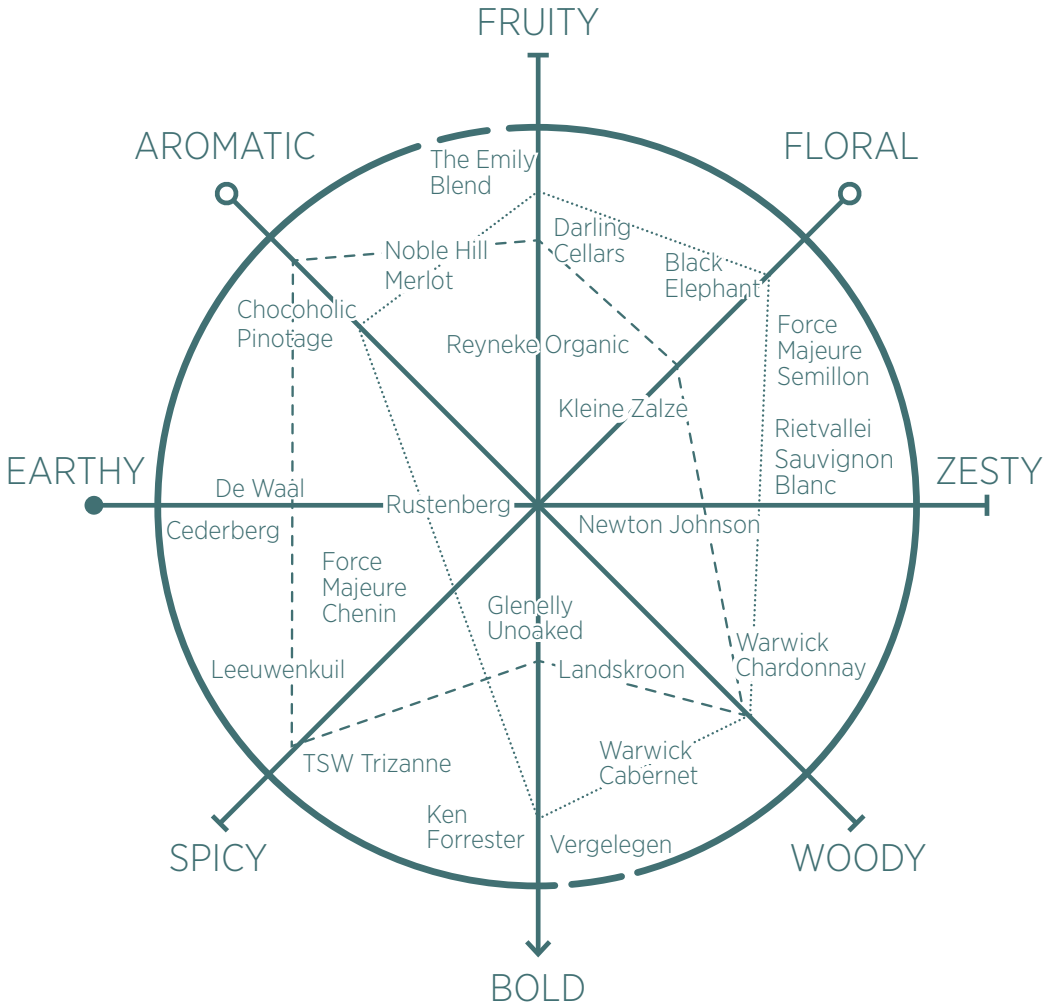 FRUITY
AROMATIC
FLORAL
The Emily
Blend
Darling
Cellars
Noble Hill
Merlot
Black
Elephant
Chocoholic
Pinotage
Force
Majeure
Semillon
Reyneke Organic
Kleine Zalze
Rietvallei
Sauvignon
Blanc
EARTHY
ZESTY
De Waal
Rustenberg
Cederberg
Newton Johnson
Force
Majeure
Chenin
Glenelly
Unoaked
Warwick
Chardonnay
Leeuwenkuil
Landskroon
TSW Trizanne
Warwick
Cabernet
Ken
Forrester
Vergelegen
SPICY
WOODY
BOLD